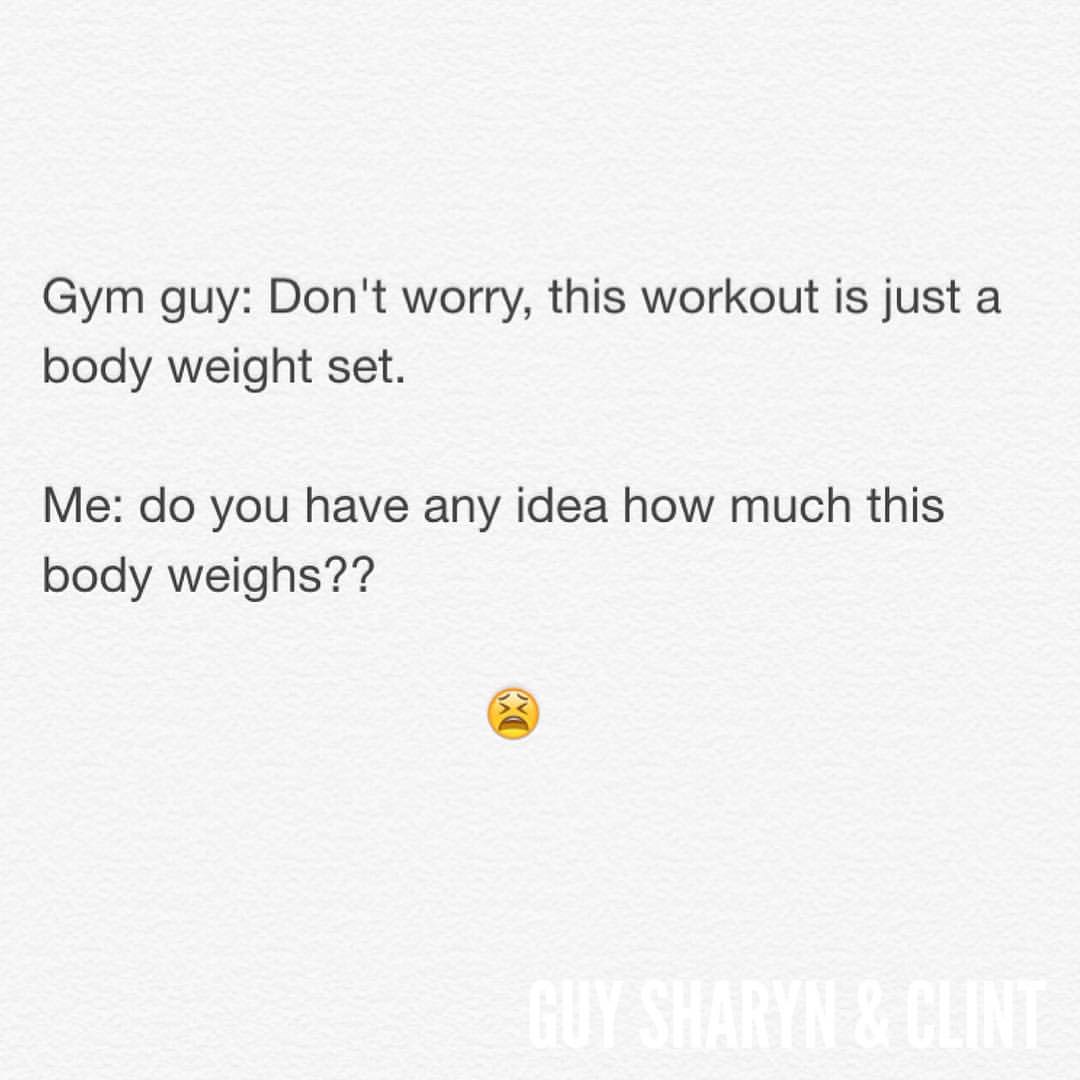 Gym guy: Don't worry, this workout is just a
body weight set.
Me: do you have any idea how much this
body weighs??
😫
GUY SHARYN & CLINT